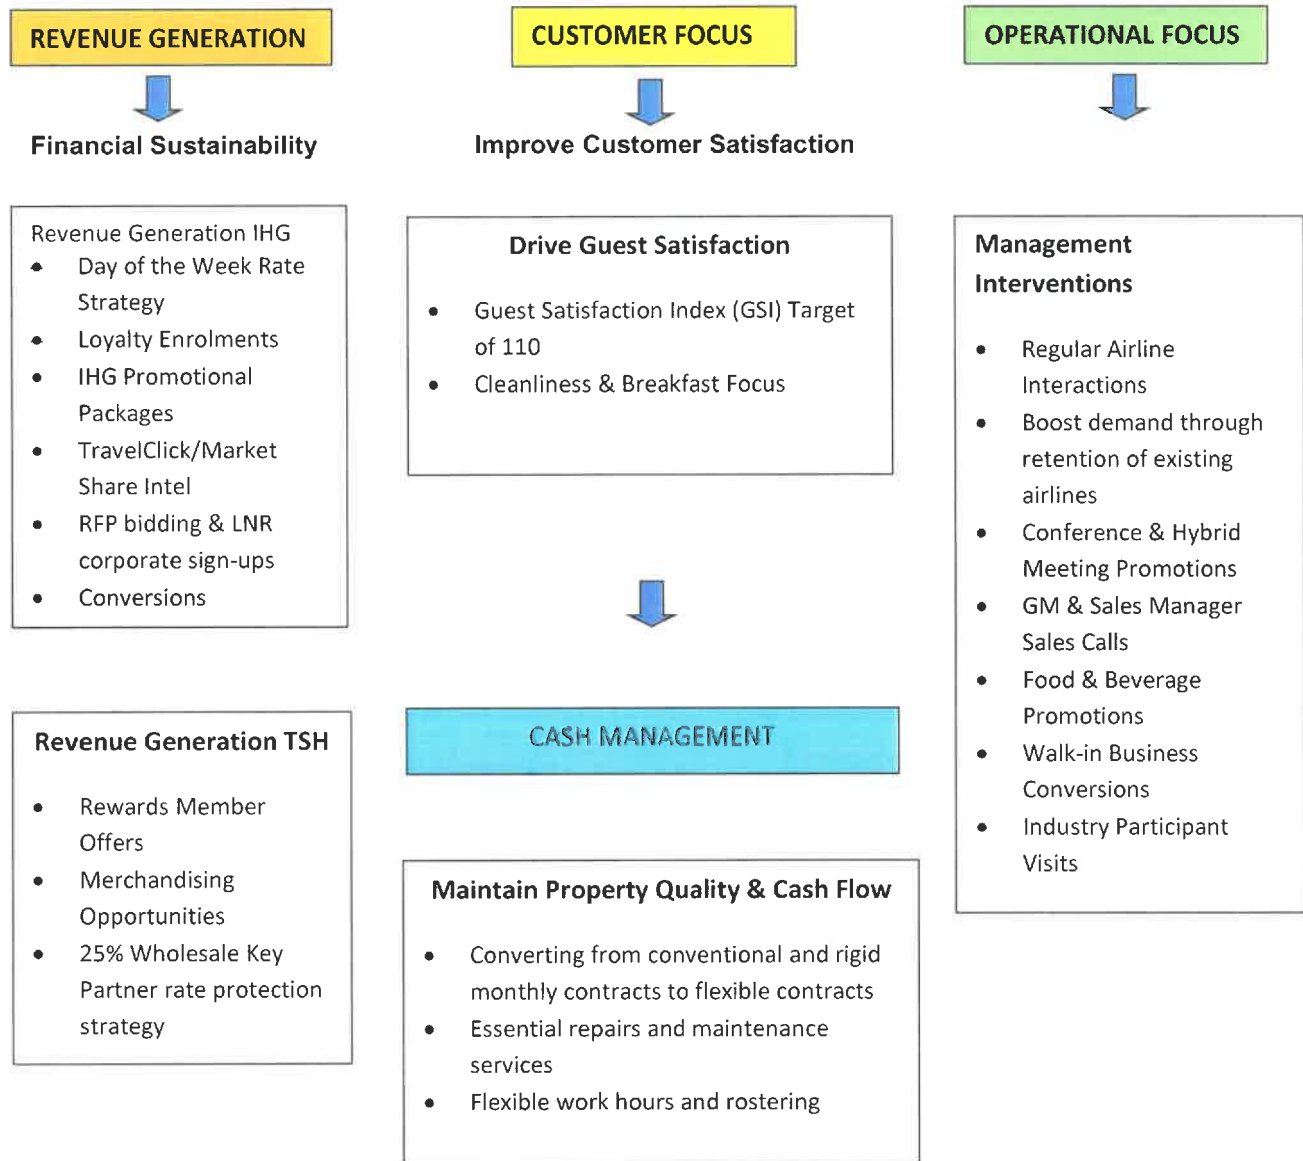 REVENUE GENERATION
Financial Sustainability
Revenue Generation IHG
• Day of the Week Rate
Strategy
• Loyalty Enrolments
• IHG Promotional
Packages
• TravelClick/Market
Share Intel
• RFP bidding & LNR
corporate sign-ups
• Conversions
Revenue Generation TSH
• Rewards Member
Offers
• Merchandising
Opportunities
• 25% Wholesale Key
Partner rate protection
strategy
CUSTOMER FOCUS
Improve Customer Satisfaction
Drive Guest Satisfaction
• Guest Satisfaction Index (GSI) Target
of 110
• Cleanliness & Breakfast Focus
CASH MANAGEMENT
Maintain Property Quality & Cash Flow
• Converting from conventional and rigid
monthly contracts to flexible contracts
• Essential repairs and maintenance
services
• Flexible work hours and rostering
OPERATIONAL FOCUS
Management
Interventions
• Regular Airline
Interactions
• Boost demand through
retention of existing
airlines
• Conference & Hybrid
Meeting Promotions
• GM & Sales Manager
Sales Calls
• Food & Beverage
Promotions
• Walk-in Business
Conversions
• Industry Participant
Visits